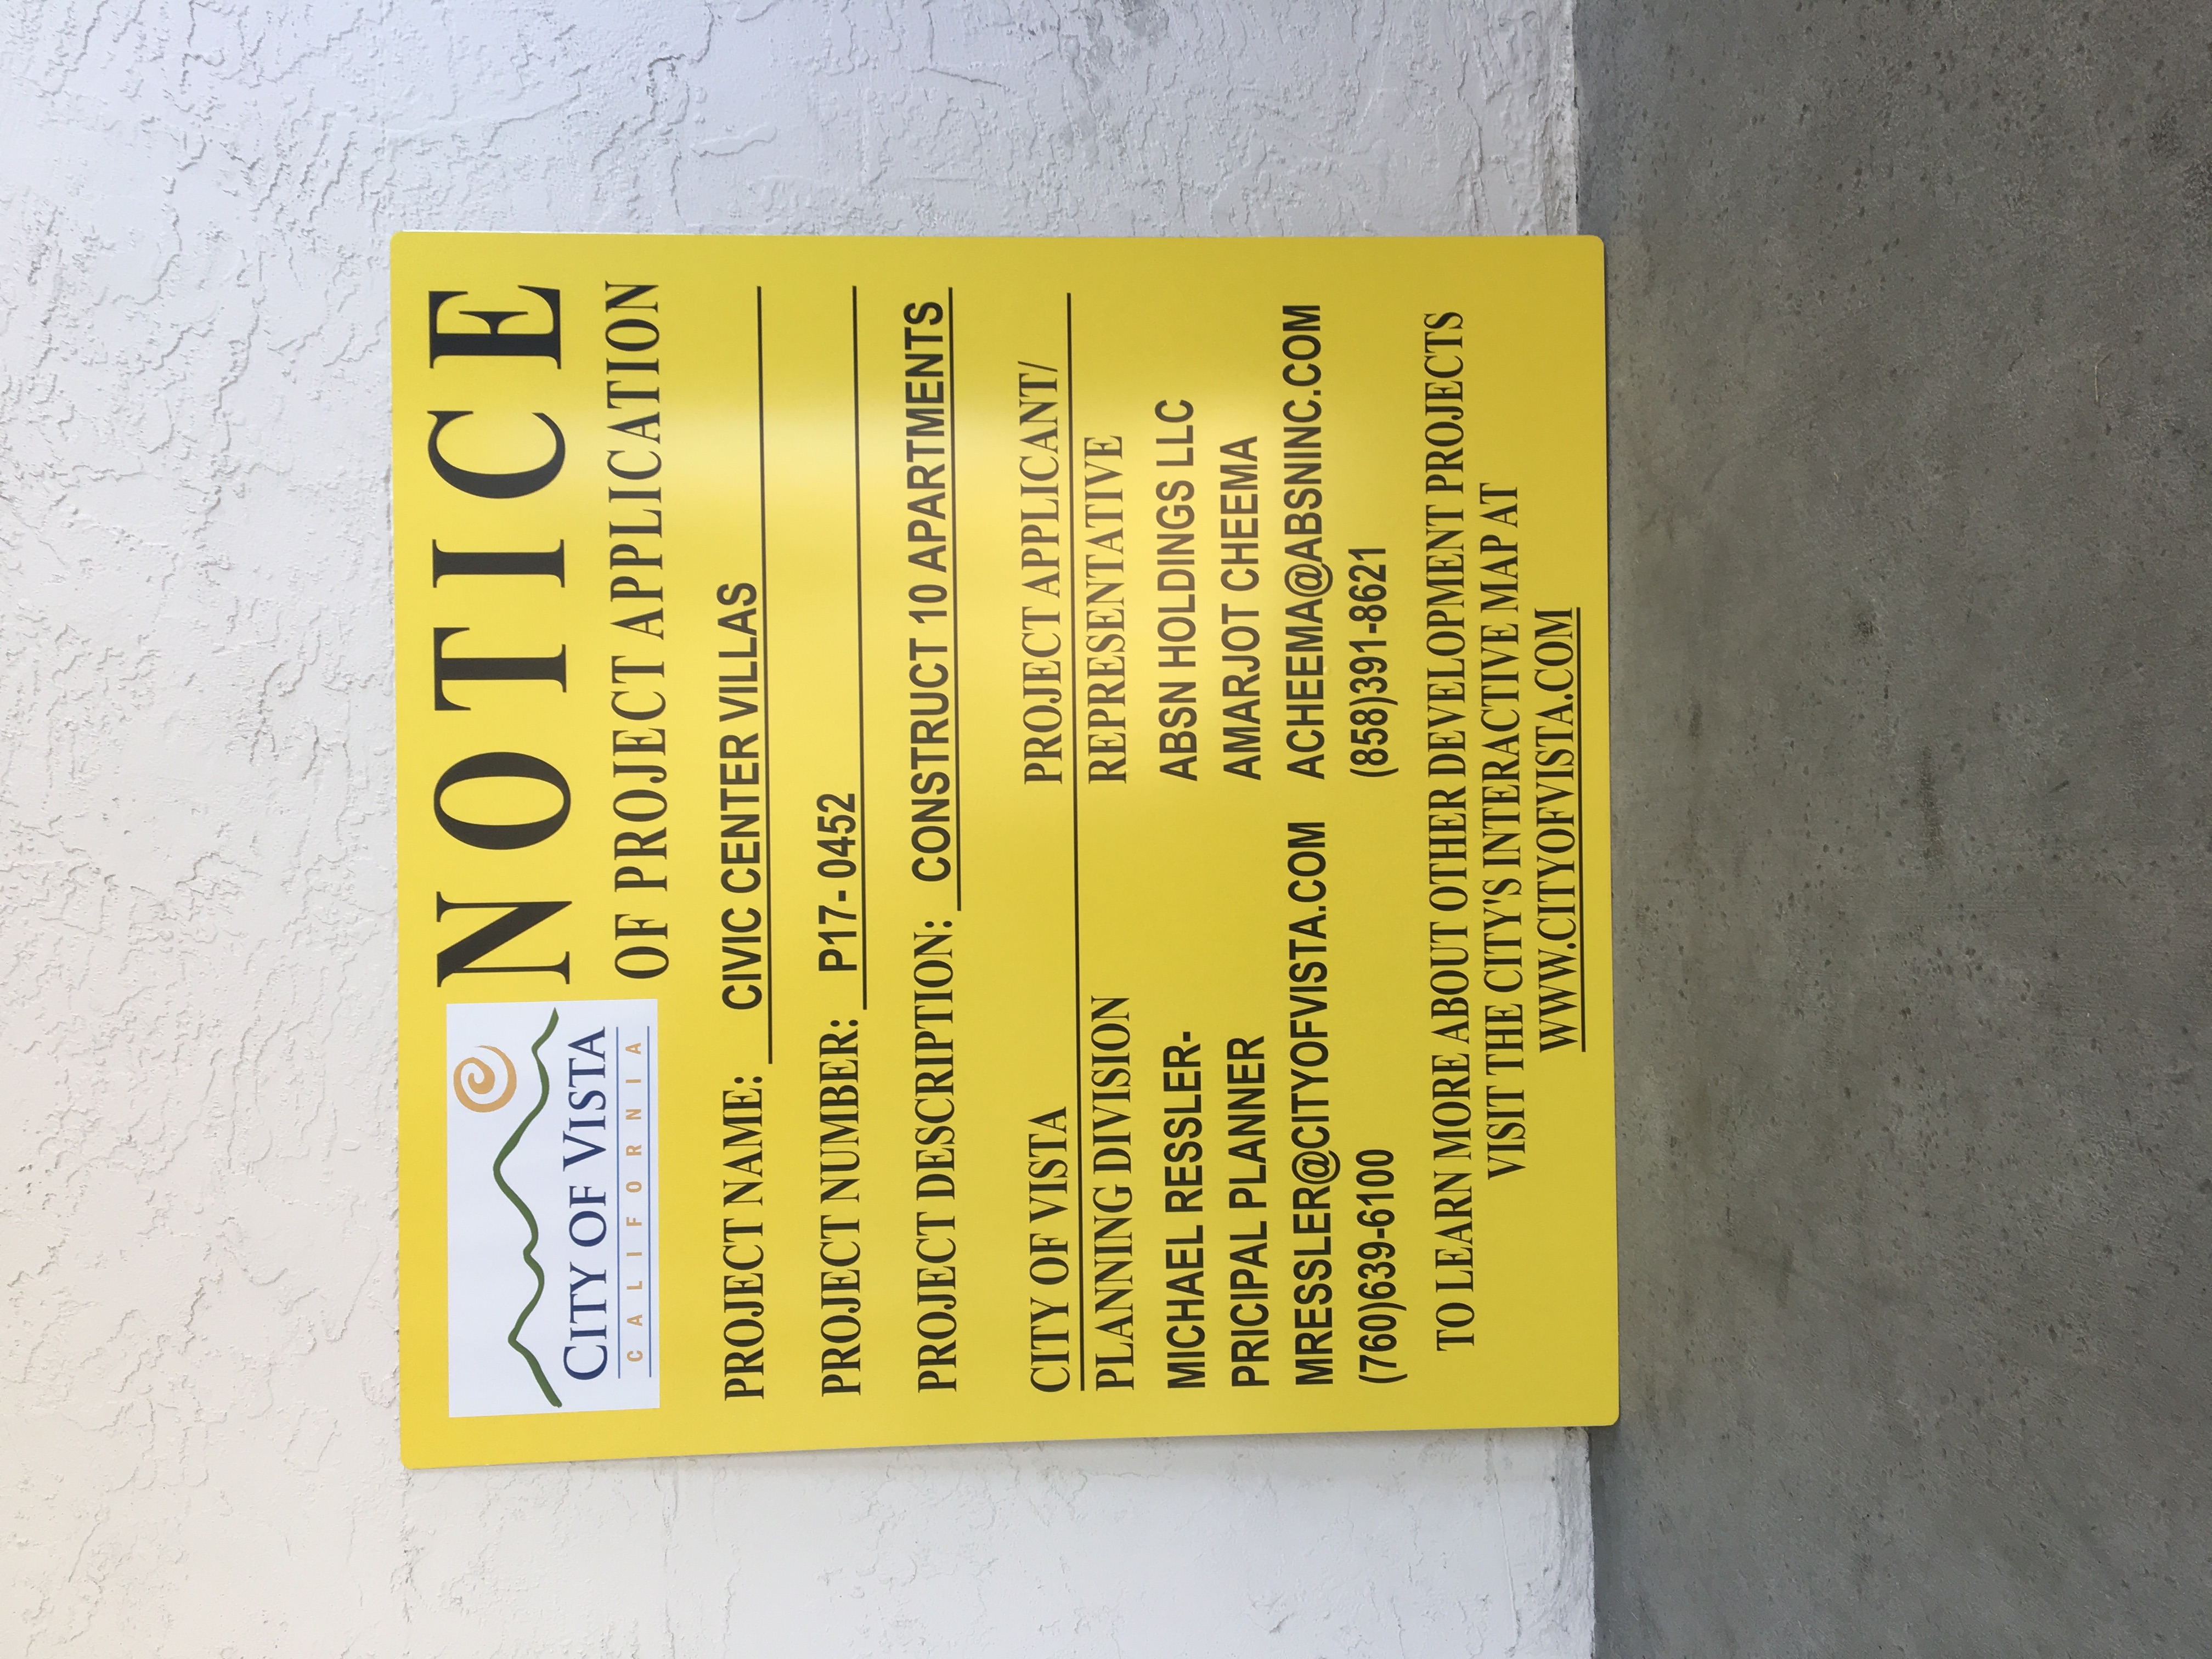 CITY OF VISTA
CALIFORNIA
NOTICE
OF PROJECT APPLICATION
PROJECT NAME: CIVIC CENTER VILLAS
PROJECT NUMBER: P17- 0452
PROJECT DESCRIPTION: CONSTRUCT 10 APARTMENTS
CITY OF VISTA
PLANNING DIVISION
MICHAEL RESSLER-
PRICIPAL PLANNER
MRESSLER@CITYOFVISTA.COM
(760)639-6100
PROJECT APPLICANT/
REPRESENTATIVE
ABSN HOLDINGS LLC
AMARJOT CHEEMA
ACHEEMA@ABSNINC.COM
(858)391-8621
TO LEARN MORE ABOUT OTHER DEVELOPMENT PROJECTS
VISIT THE CITY'S INTERACTIVE MAP AT
WWW.CITYOFVISTA.COM